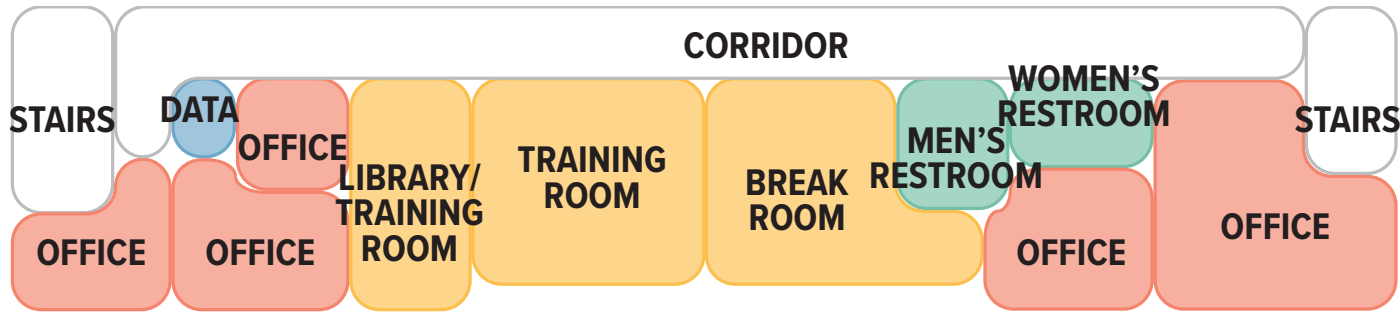 CORRIDOR
STAIRS
DATA
OFFICE
LIBRARY/
TRAINING
ROOM
TRAINING
ROOM
BREAK
ROOM
MEN'S
RESTROOM
WOMEN'S
RESTROOM
STAIRS
OFFICE
OFFICE
OFFICE
OFFICE